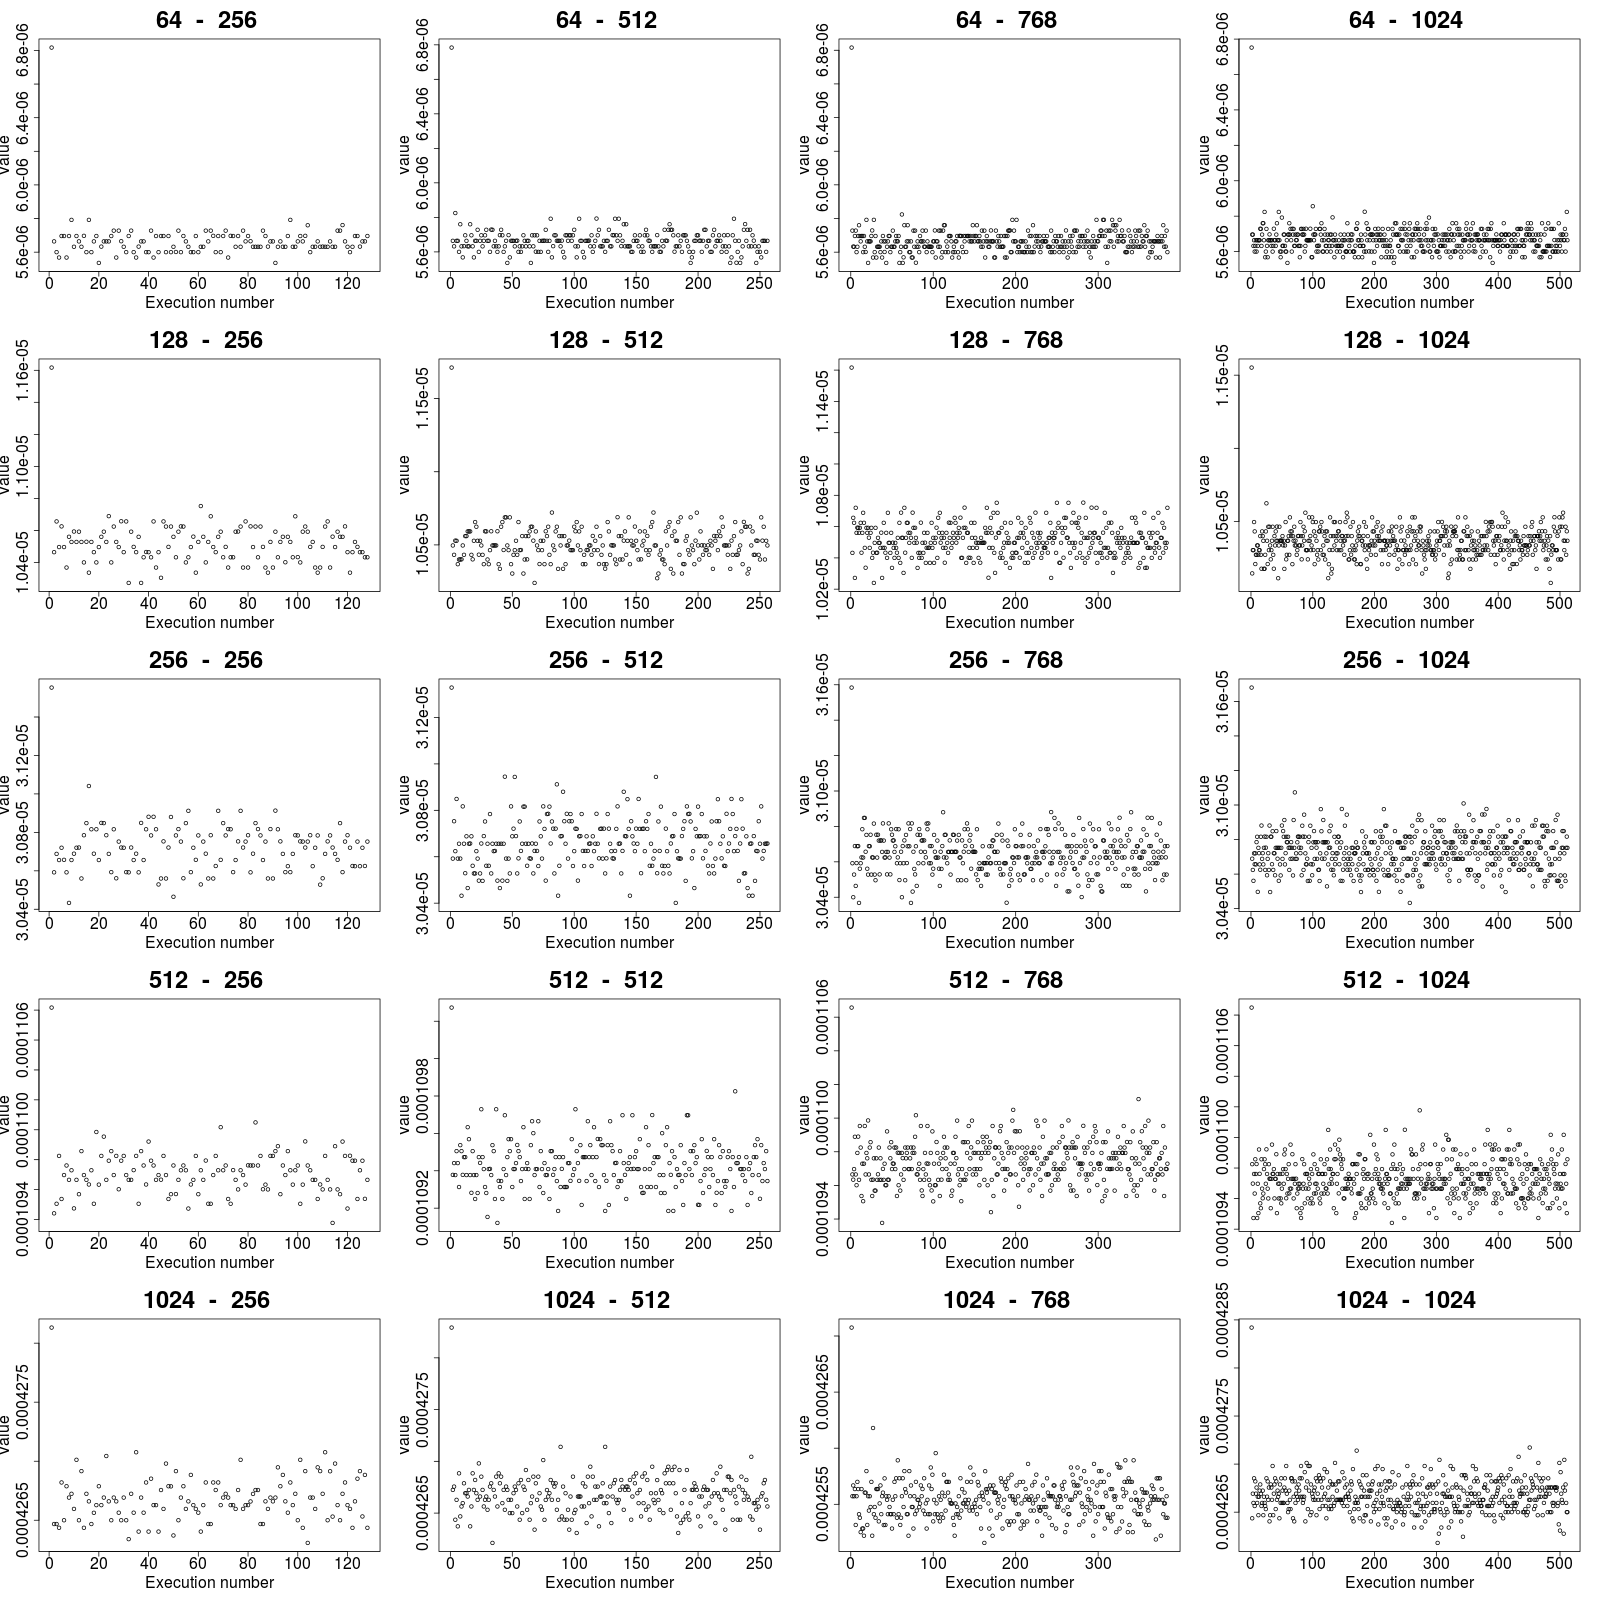 64 - 256
64 - 512
64 - 768
64 - 1024
value
5.6e-06 6.0e-06 6.4e-06 6.8e-06
value
5.6e-06 6.0e-06 6.4e-06 6.8e-06
value
5.6e-06 6.0e-06 6.4e-06 6.8e-06
value
5.6e-06 6.0e-06 6.4e-06 6.8e-06
0 20 40 60 80 100 120
0 50 100 150 200 250
0 100 200 300
0 100 200 300 400 500
Execution number
Execution number
Execution number
Execution number
128 - 256
128 - 512
128 - 768
128 - 1024
value
1.04e-05 1.10e-05 1.16e-05
value
1.05e-05 1.15e-05
value
1.02e-05 1.08e-05 1.14e-05
value
1.05e-05 1.15e-05
0 20 40 60 80 100 120
0 50 100 150 200 250
0 100 200 300
0 100 200 300 400 500
Execution number
Execution number
Execution number
Execution number
256 - 256
256 - 512
256 - 768
256 - 1024
value
3.04e-05 3.08e-05 3.12e-05
value
3.04e-05 3.08e-05 3.12e-05
value
3.04e-05 3.10e-05 3.16e-05
value
3.04e-05 3.10e-05 3.16e-05
0 20 40 60 80 100 120
0 50 100 150 200 250
0 100 200 300
0 100 200 300 400 500
Execution number
Execution number
Execution number
Execution number
512 - 256
512 - 512
512 - 768
512 - 1024
value
0.0001094 0.0001100 0.0001106
value
0.0001092 0.0001098
value
0.0001094 0.0001100 0.0001106
value
0.0001094 0.0001100 0.0001106
0 20 40 60 80 100 120
0 50 100 150 200 250
0 100 200 300
0 100 200 300 400 500
Execution number
Execution number
Execution number
Execution number
1024 - 256
1024 - 512
1024 - 768
1024 - 1024
value
0.0004265 0.0004275
value
0.0004265 0.0004275
value
0.0004255 0.0004265
value
0.0004265 0.0004275 0.0004285
0 20 40 60 80 100 120
0 50 100 150 200 250
0 100 200 300
0 100 200 300 400 500
Execution number
Execution number
Execution number
Execution number